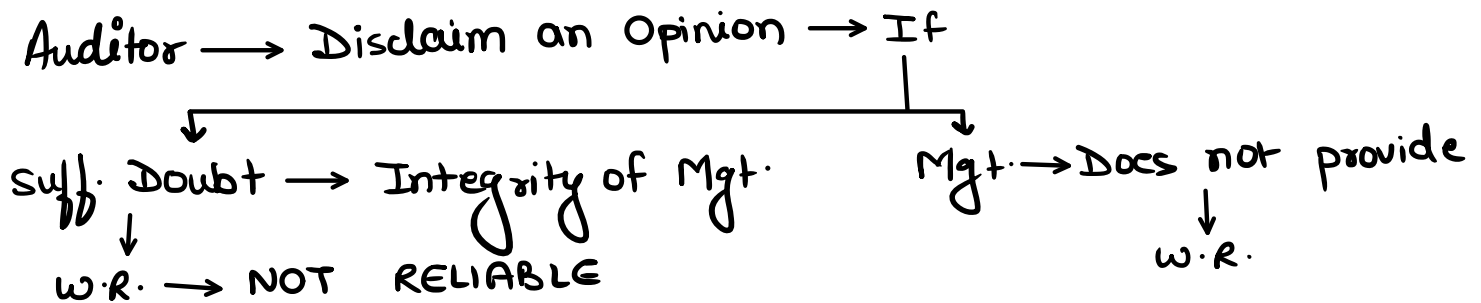 Auditor → Disclaim an Opinion → If
Suff. Doubt → Integrity of Mgt.
Mgt. → Does not provide
W.R. → NOT RELIABLE
W.R.